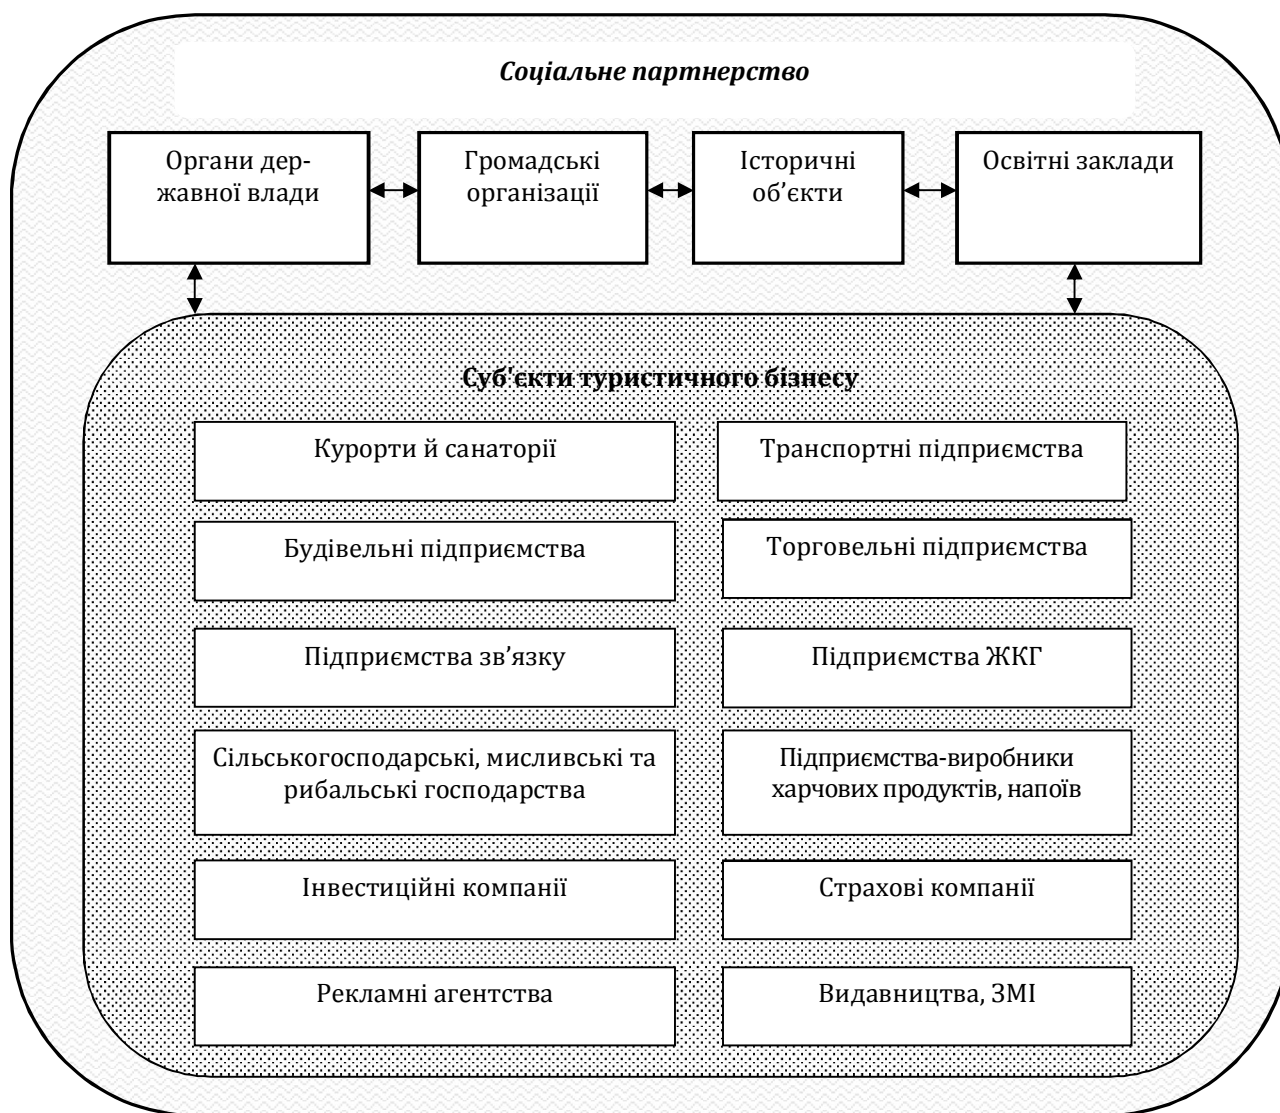 Соціальне партнерство
Органи дер-
жавної влади
Громадські
організації
Історичні
об’єкти
Освітні заклади
Суб'єкти туристичного бізнесу
Курорти й санаторії
Транспортні підприємства
Будівельні підприємства
Торговельні підприємства
Підприємства зв’язку
Підприємства ЖКГ
Сільськогосподарські, мисливські та
рибальські господарства
Підприємства-виробники
харчових продуктів, напоїв
Інвестиційні компанії
Страхові компанії
Рекламні агентства
Видавництва, ЗМІ